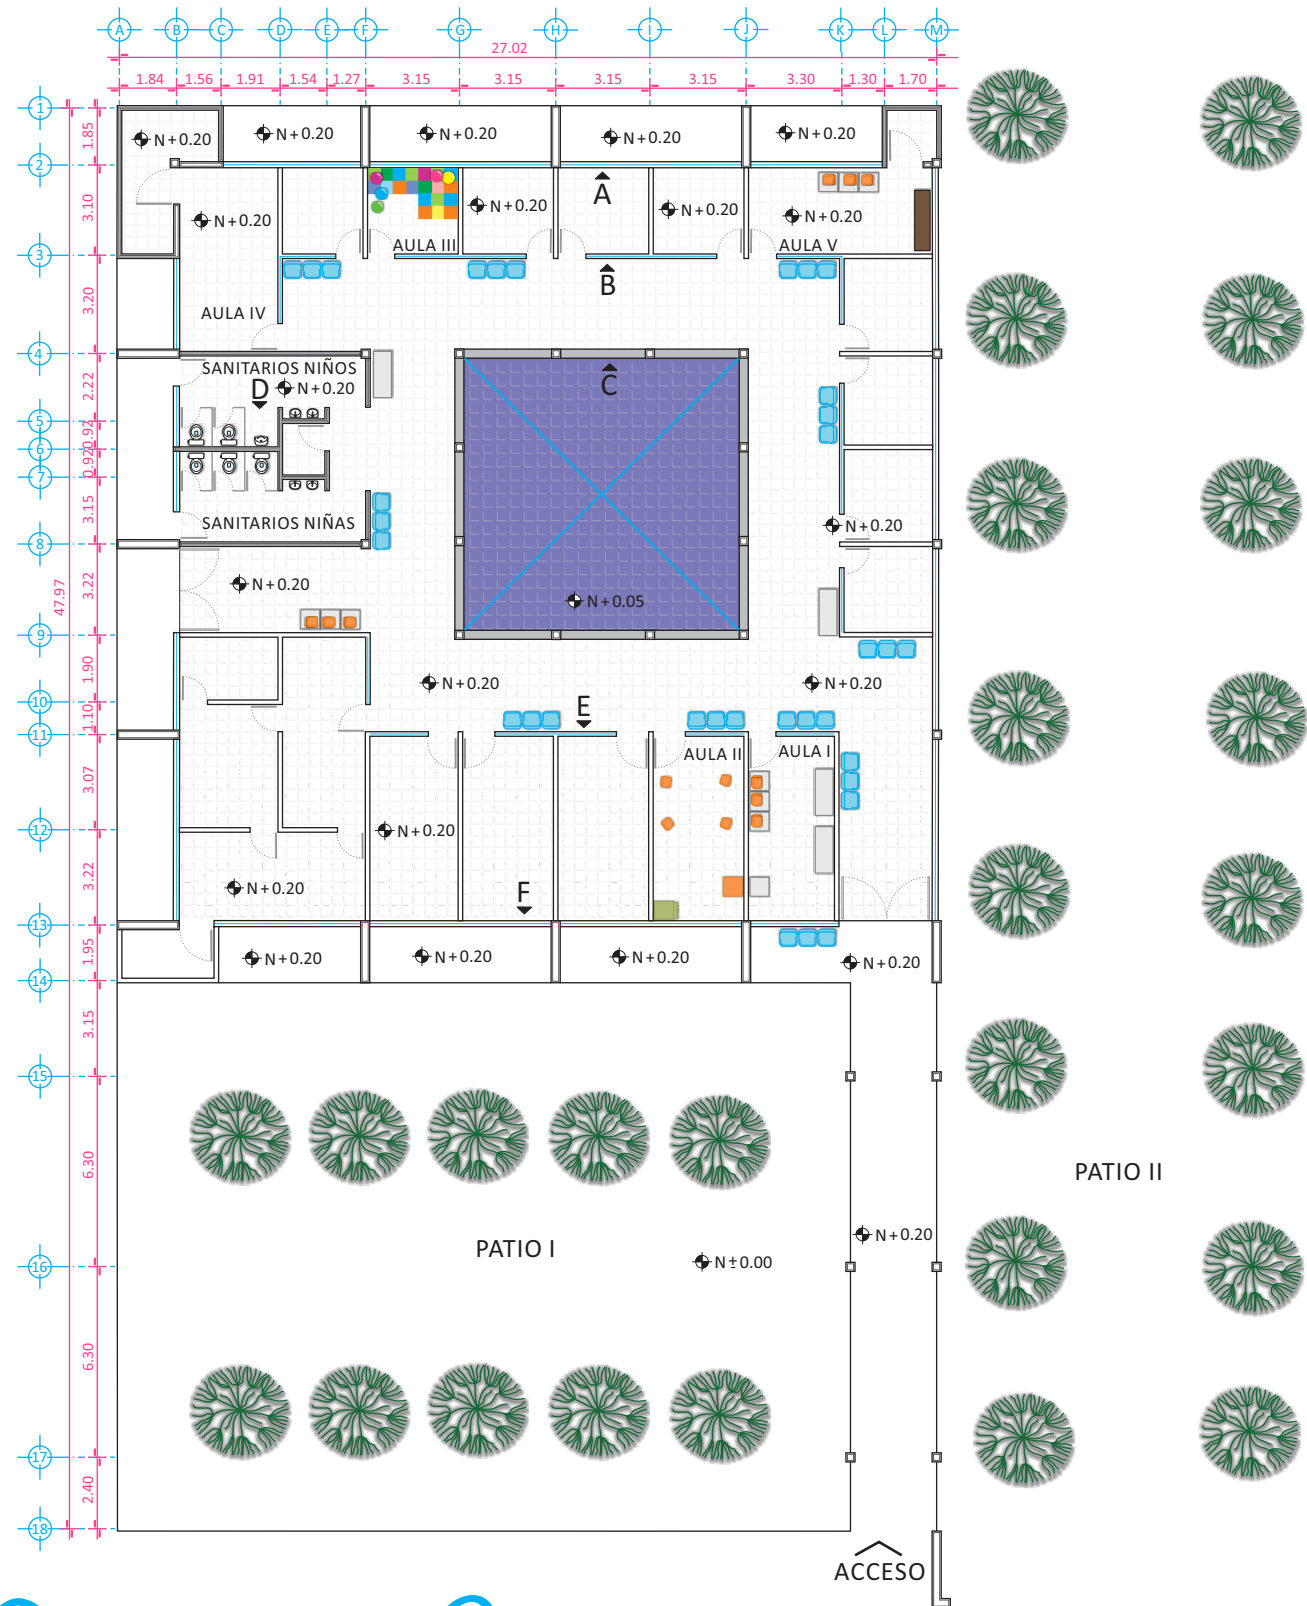 A B C D E F G H I J K L M
27.02
1.84 1.56 1.91 1.54 1.27 3.15 3.15 3.15 3.15 3.30 1.30 1.70
1
1.85
N+0.20 N+0.20 N+0.20 N+0.20 N+0.20
2
A
3.10
N+0.20 N+0.20 N+0.20 N+0.20
AULA III AULA V
3
B
3.20
AULA IV
4
SANITARIOS NIÑOS
2.22
D N+0.20
C
5
0.92
6
0.92
7
3.15
SANITARIOS NIÑAS
N+0.20
8
3.22
47.97
N+0.20
N+0.05
9
1.90
N+0.20 N+0.20
10
1.10
E
11
AULA II AULA I
3.07
12
N+0.20
3.22
N+0.20
F
13
1.95
N+0.20 N+0.20 N+0.20 N+0.20
14
3.15
15
6.30
PATIO II
PATIO I
N+0.20
N±0.00
16
6.30
17
2.40
18
ACCESO